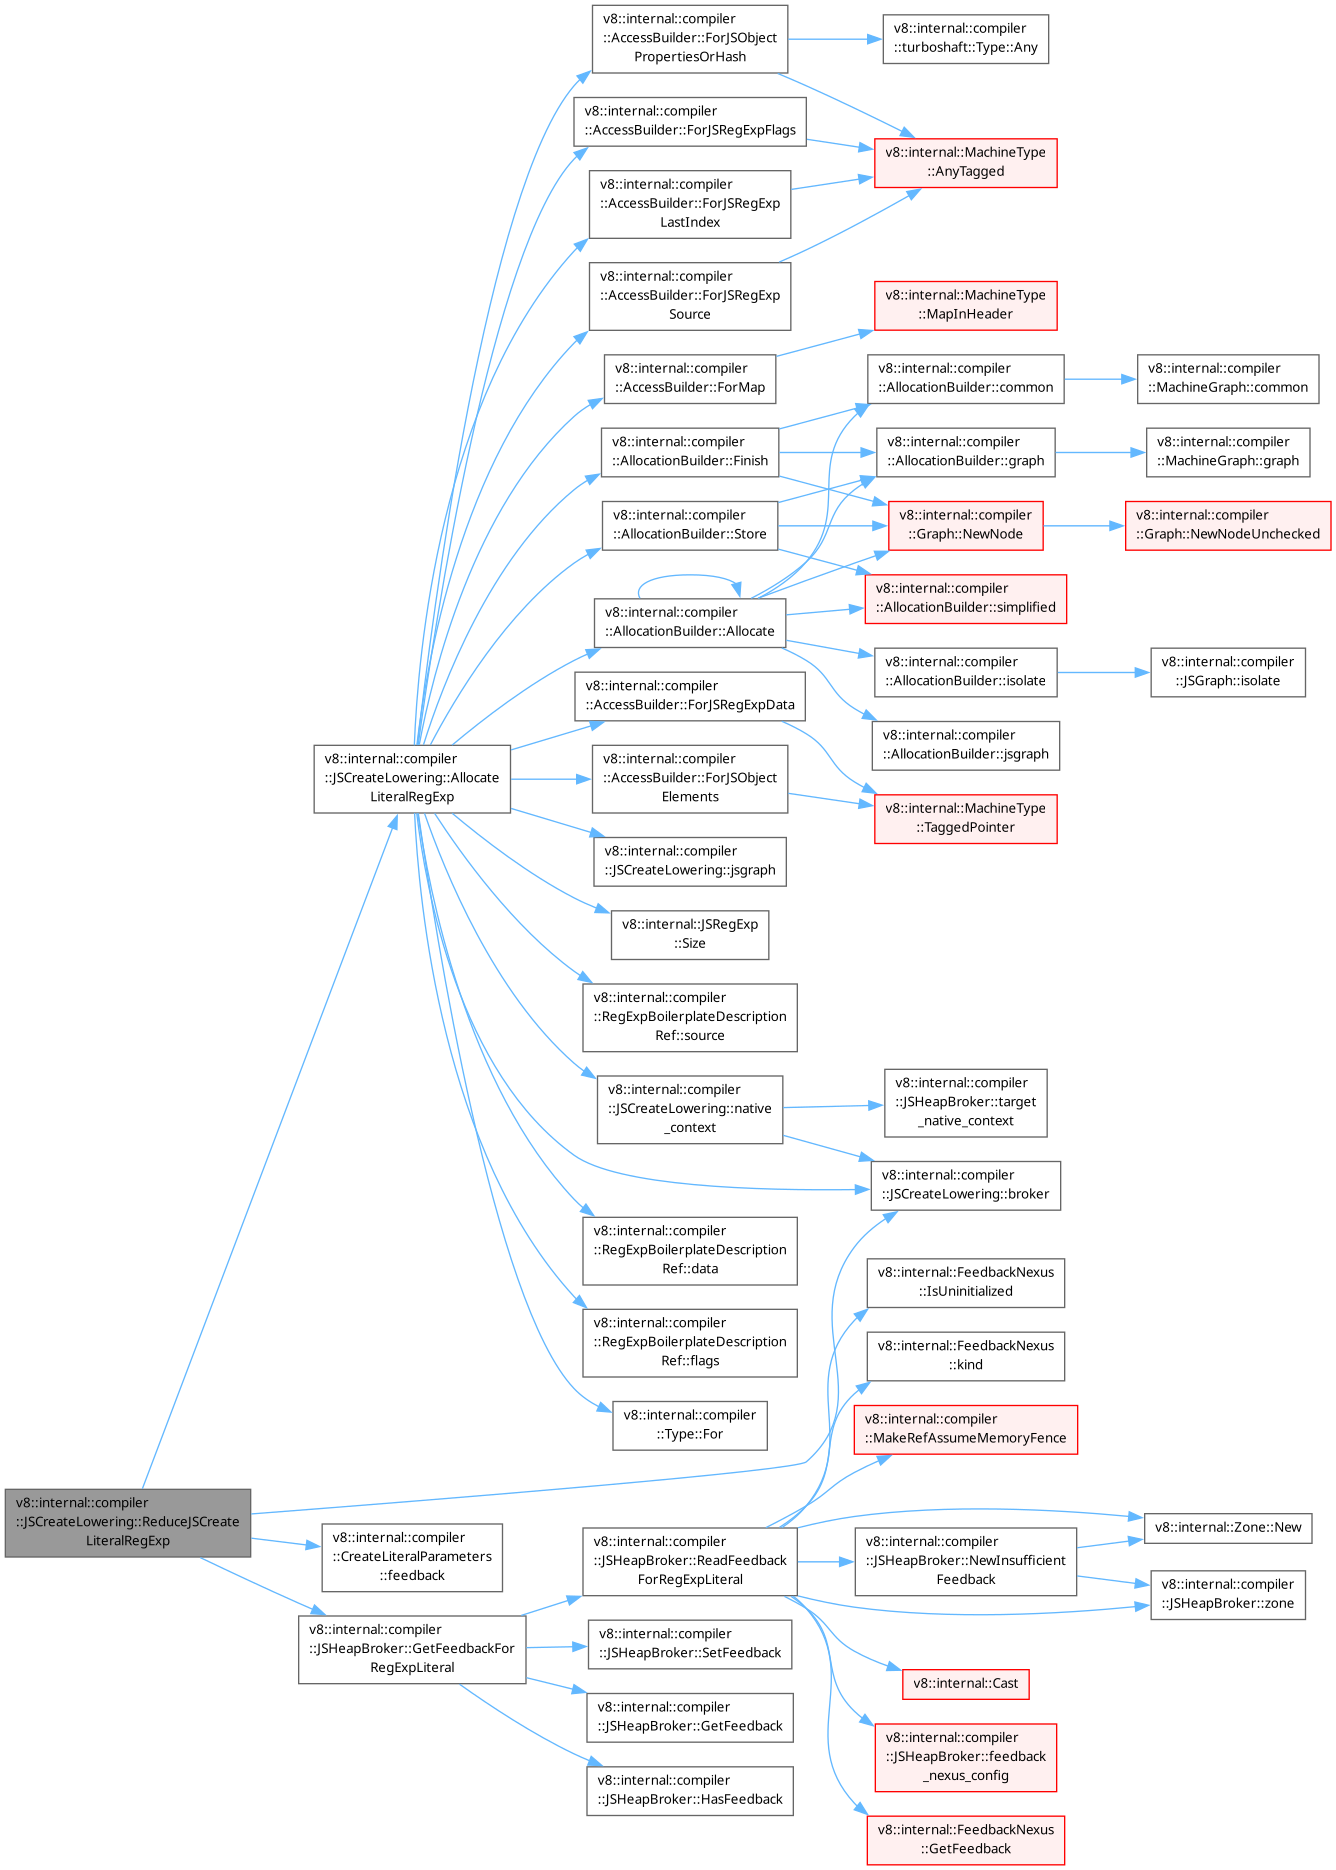 v8::internal::compiler
::JSCreateLowering::ReduceJSCreate
LiteralRegExp
v8::internal::compiler
::JSCreateLowering::Allocate
LiteralRegExp
v8::internal::compiler
::CreateLiteralParameters
::feedback
v8::internal::compiler
::JSHeapBroker::GetFeedbackFor
RegExpLiteral
v8::internal::compiler
::AccessBuilder::ForJSObject
PropertiesOrHash
v8::internal::compiler
::AccessBuilder::ForJSRegExpFlags
v8::internal::compiler
::AccessBuilder::ForJSRegExp
LastIndex
v8::internal::compiler
::AccessBuilder::ForJSRegExp
Source
v8::internal::compiler
::AccessBuilder::ForMap
v8::internal::compiler
::AllocationBuilder::Finish
v8::internal::compiler
::AllocationBuilder::Store
v8::internal::compiler
::AllocationBuilder::Allocate
v8::internal::compiler
::AccessBuilder::ForJSRegExpData
v8::internal::compiler
::AccessBuilder::ForJSObject
Elements
v8::internal::compiler
::JSCreateLowering::jsgraph
v8::internal::JSRegExp
::Size
v8::internal::compiler
::RegExpBoilerplateDescription
Ref::source
v8::internal::compiler
::JSCreateLowering::native
_context
v8::internal::compiler
::RegExpBoilerplateDescription
Ref::data
v8::internal::compiler
::RegExpBoilerplateDescription
Ref::flags
v8::internal::compiler
::Type::For
v8::internal::compiler
::JSHeapBroker::ReadFeedback
ForRegExpLiteral
v8::internal::compiler
::JSHeapBroker::SetFeedback
v8::internal::compiler
::JSHeapBroker::GetFeedback
v8::internal::compiler
::JSHeapBroker::HasFeedback
v8::internal::compiler
::turboshaft::Type::Any
v8::internal::MachineType
::AnyTagged
v8::internal::MachineType
::MapInHeader
v8::internal::compiler
::AllocationBuilder::common
v8::internal::compiler
::AllocationBuilder::graph
v8::internal::compiler
::Graph::NewNode
v8::internal::compiler
::AllocationBuilder::simplified
v8::internal::compiler
::AllocationBuilder::isolate
v8::internal::compiler
::AllocationBuilder::jsgraph
v8::internal::MachineType
::TaggedPointer
v8::internal::compiler
::JSHeapBroker::target
_native_context
v8::internal::compiler
::JSCreateLowering::broker
v8::internal::FeedbackNexus
::IsUninitialized
v8::internal::FeedbackNexus
::kind
v8::internal::compiler
::MakeRefAssumeMemoryFence
v8::internal::compiler
::JSHeapBroker::NewInsufficient
Feedback
v8::internal::Cast
v8::internal::compiler
::JSHeapBroker::feedback
_nexus_config
v8::internal::FeedbackNexus
::GetFeedback
v8::internal::compiler
::MachineGraph::common
v8::internal::compiler
::MachineGraph::graph
v8::internal::compiler
::Graph::NewNodeUnchecked
v8::internal::compiler
::JSGraph::isolate
v8::internal::Zone::New
v8::internal::compiler
::JSHeapBroker::zone